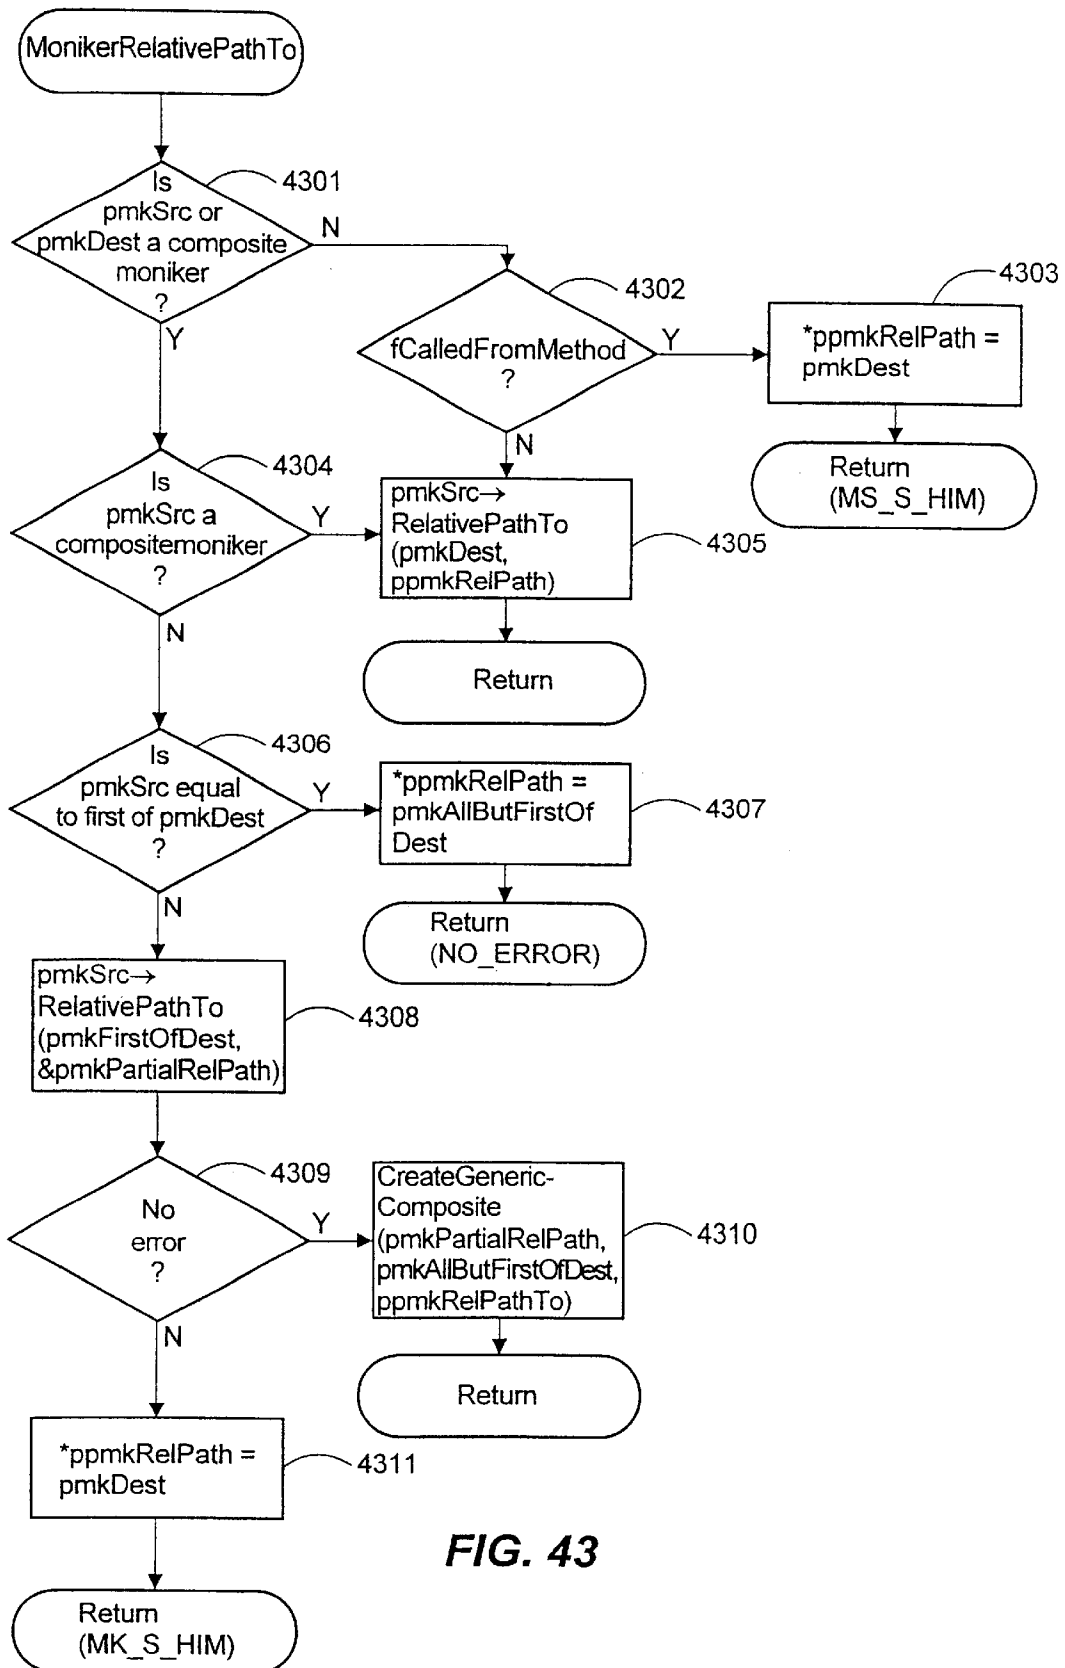 MonikerRelativePathTo
4301
Is
pmkSrc or
pmkDest a composite
moniker
?
N
Y
4302
fCalledFromMethod
?
Y
N
4303
*ppmkRelPath =
pmkDest
Return
(MS_S_HIM)
4304
Is
pmkSrc a
compositemoniker
?
Y
N
pmkSrc→
RelativePathTo
(pmkDest,
ppmkRelPath)
4305
Return
4306
Is
pmkSrc equal
to first of pmkDest
?
Y
N
*ppmkRelPath =
pmkAllButFirstOf
Dest
4307
Return
(NO_ERROR)
pmkSrc→
RelativePathTo
(pmkFirstOfDest,
&pmkPartialRelPath)
4308
4309
No
error
?
Y
N
CreateGeneric-
Composite
(pmkPartialRelPath,
pmkAllButFirstOfDest,
ppmkRelPathTo)
4310
Return
*ppmkRelPath =
pmkDest
4311
Return
(MK_S_HIM)
FIG. 43